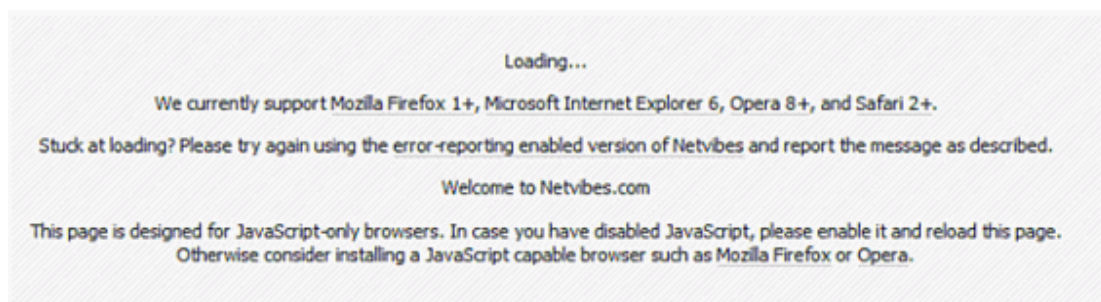 Loading...
We currently support Mozilla Firefox 1+, Microsoft Internet Explorer 6, Opera 8+, and Safari 2+.
Stuck at loading? Please try again using the error-reporting enabled version of Netvibes and report the message as described.
Welcome to Netvibes.com
This page is designed for JavaScript-only browsers. In case you have disabled JavaScript, please enable it and reload this page.
Otherwise consider installing a JavaScript capable browser such as Mozilla Firefox or Opera.